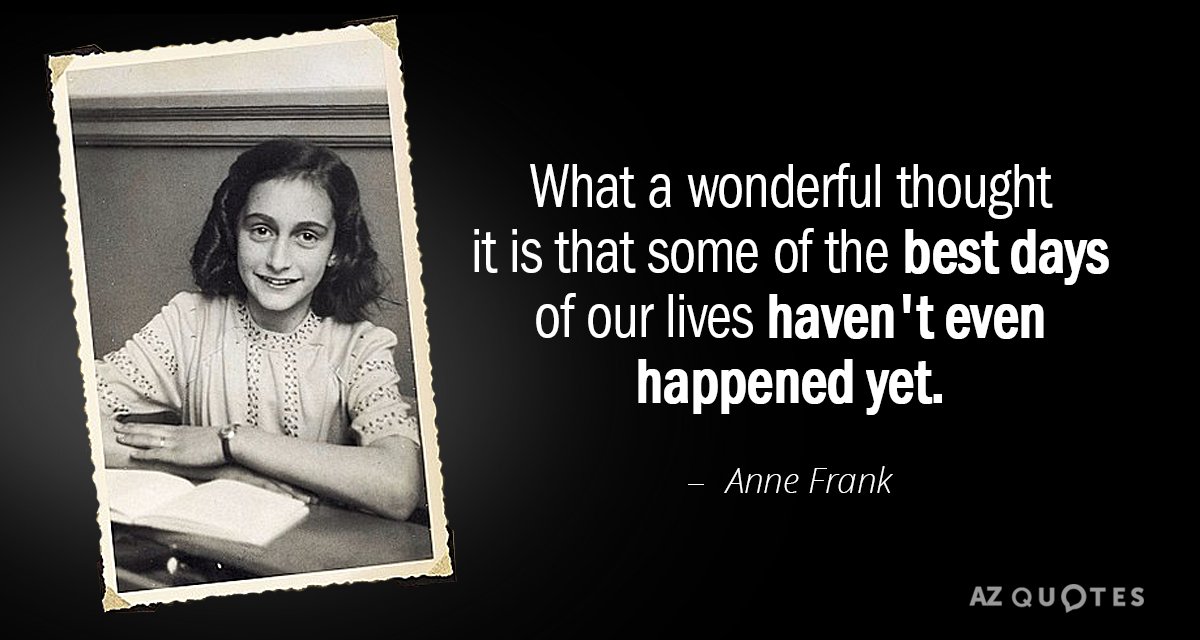 What a wonderful thought
it is that some of the best days
of our lives haven't even
happened yet.
– Anne Frank
AZ QUOTES